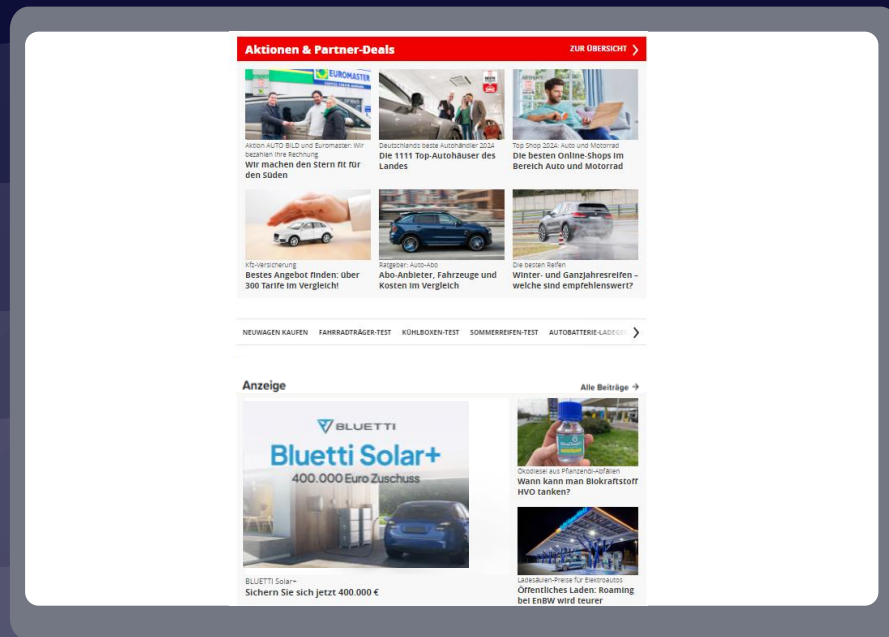 Aktionen & Partner-Deals
ZUR ÜBERSICHT
EUROMASTER
Aktion AUTO BILD und Euromaster: Wir
bezahlen Ihre Rechnung
Wir machen den Stern fit für
den Süden
Deutschlands beste Autohändler 2024
Die 1111 Top-Autohäuser des
Landes
Top Shop 2024: Auto und Motorrad
Die besten Online-Shops im
Bereich Auto und Motorrad
Kfz-Versicherung
Bestes Angebot finden: über
300 Tarife im Vergleich!
Ratgeber: Auto-Abo
Abo-Anbieter, Fahrzeuge und
Kosten im Vergleich
Die besten Reifen
Winter- und Ganzjahresreifen –
welche sind empfehlenswert?
NEUWAGEN KAUFEN FAHRRADTRÄGER-TEST KÜHLBOXEN-TEST SOMMERREIFEN-TEST
Anzeige
Alle Beiträge →
BLUETTI
Bluetti Solar+
400.000 Euro Zuschuss
BLUETTI Solar+
Sichern Sie sich jetzt 400.000 €
Ökodiesel aus Pflanzenöl-Abfällen
Wann kann man Biokraftstoff
HVO tanken?
Ladesäulen-Preise für Elektroautos
Öffentliches Laden: Roaming
bei EnBW wird teurer